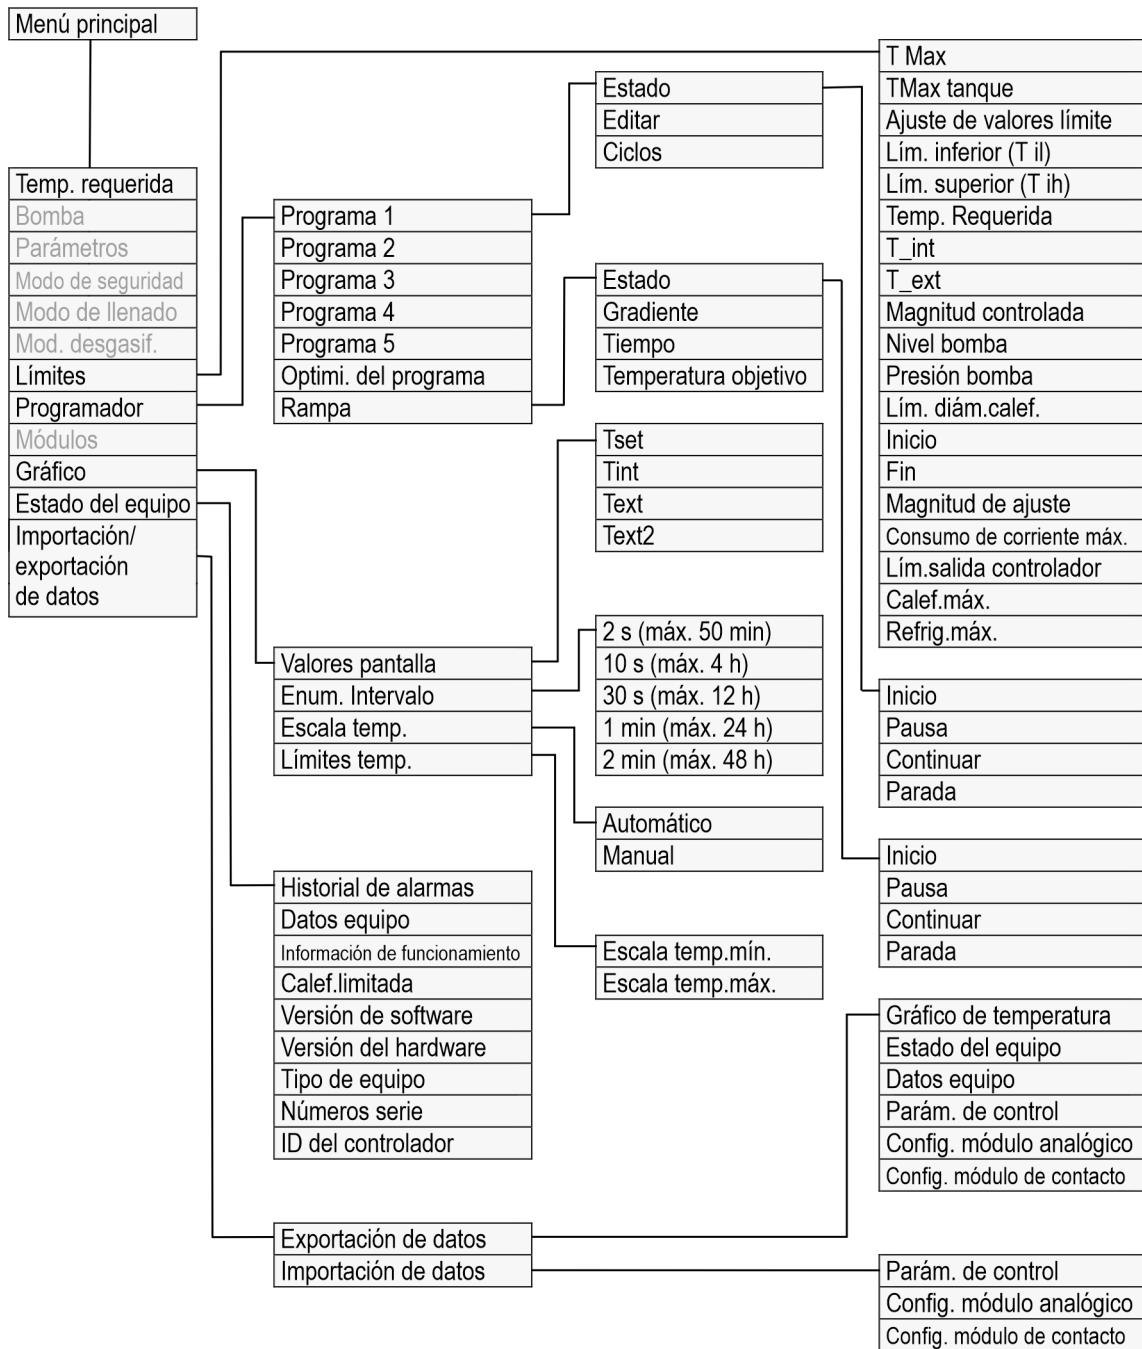 Menú principal
Temp. requerida
Bomba
Parámetros
Modo de seguridad
Modo de llenado
Mod. desgasif.
Límites
Programador
Módulos
Gráfico
Estado del equipo
Importación/
exportación
de datos
Programa 1
Programa 2
Programa 3
Programa 4
Programa 5
Optimi. del programa
Rampa
Valores pantalla
Enum. Intervalo
Escala temp.
Límites temp.
Historial de alarmas
Datos equipo
Información de funcionamiento
Calef.limitada
Versión de software
Versión del hardware
Tipo de equipo
Números serie
ID del controlador
Exportación de datos
Importación de datos
Estado
Editar
Ciclos
Estado
Gradiente
Tiempo
Temperatura objetivo
Tset
Tint
Text
Text2
2 s (máx. 50 min)
10 s (máx. 4 h)
30 s (máx. 12 h)
1 min (máx. 24 h)
2 min (máx. 48 h)
Automático
Manual
Escala temp.mín.
Escala temp.máx.
T Max
TMax tanque
Ajuste de valores límite
Lím. inferior (T il)
Lím. superior (T ih)
Temp. Requerida
T_int
T_ext
Magnitud controlada
Nivel bomba
Presión bomba
Lím. diám.calef.
Inicio
Fin
Magnitud de ajuste
Consumo de corriente máx.
Lím.salida controlador
Calef.máx.
Refrig.máx.
Inicio
Pausa
Continuar
Parada
Inicio
Pausa
Continuar
Parada
Gráfico de temperatura
Estado del equipo
Datos equipo
Parám. de control
Config. módulo analógico
Config. módulo de contacto
Parám. de control
Config. módulo analógico
Config. módulo de contacto